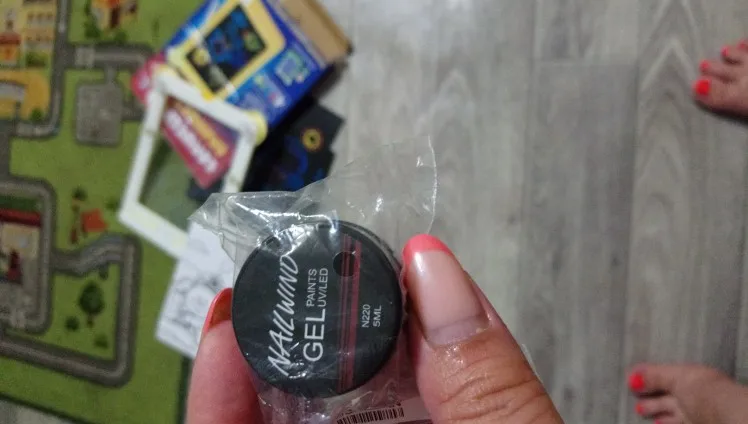 NAILWIND
GEL PAINTS
UV/LED
N220
5ML